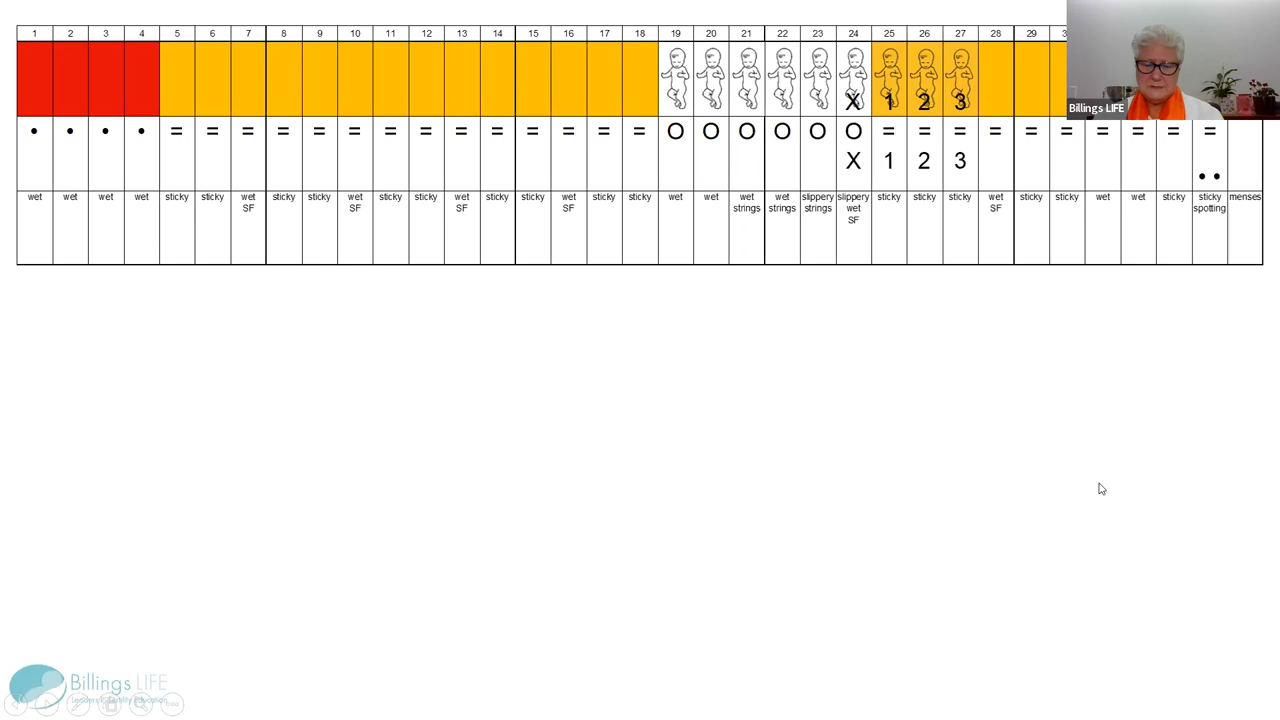 1 2 3 4 5 6 7 8 9 10 11 12 13 14 15 16 17 18 19 20 21 22 23 24 25 26 27 28 29
X 1 2 3
• • • • = = = = = = = = = = = = = = O O O O O O = = = = = = = = = =
X 1 2 3
• •
wet wet wet wet sticky sticky wet sticky sticky wet sticky sticky wet sticky sticky wet sticky sticky wet wet wet wet slippery slippery sticky sticky sticky wet sticky sticky wet wet sticky sticky menses
SF SF SF SF strings strings strings wet SF spotting
SF
Billings LIFE
Billings LIFE
Leaders in Fertility Education